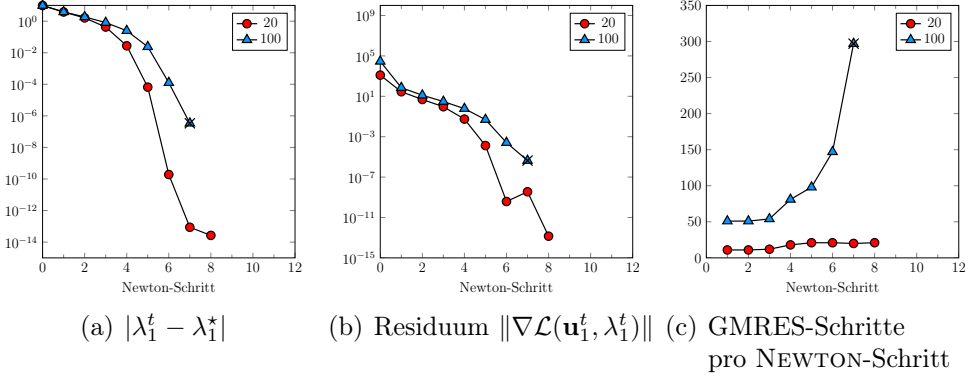 10^0
10^{-2}
10^{-4}
10^{-6}
10^{-8}
10^{-10}
10^{-12}
10^{-14}
0 2 4 6 8 10 12
Newton-Schritt
20
100
(a) |λ_1^t − λ_1^⋆|
10^9
10^5
10^1
10^{-3}
10^{-7}
10^{-11}
10^{-15}
0 2 4 6 8 10 12
Newton-Schritt
20
100
(b) Residuum ‖∇ℒ(𝐮_1^t, λ_1^t)‖
350
300
250
200
150
100
50
0
0 2 4 6 8 10 12
Newton-Schritt
20
100
(c) GMRES-Schritte
pro NEWTON-Schritt